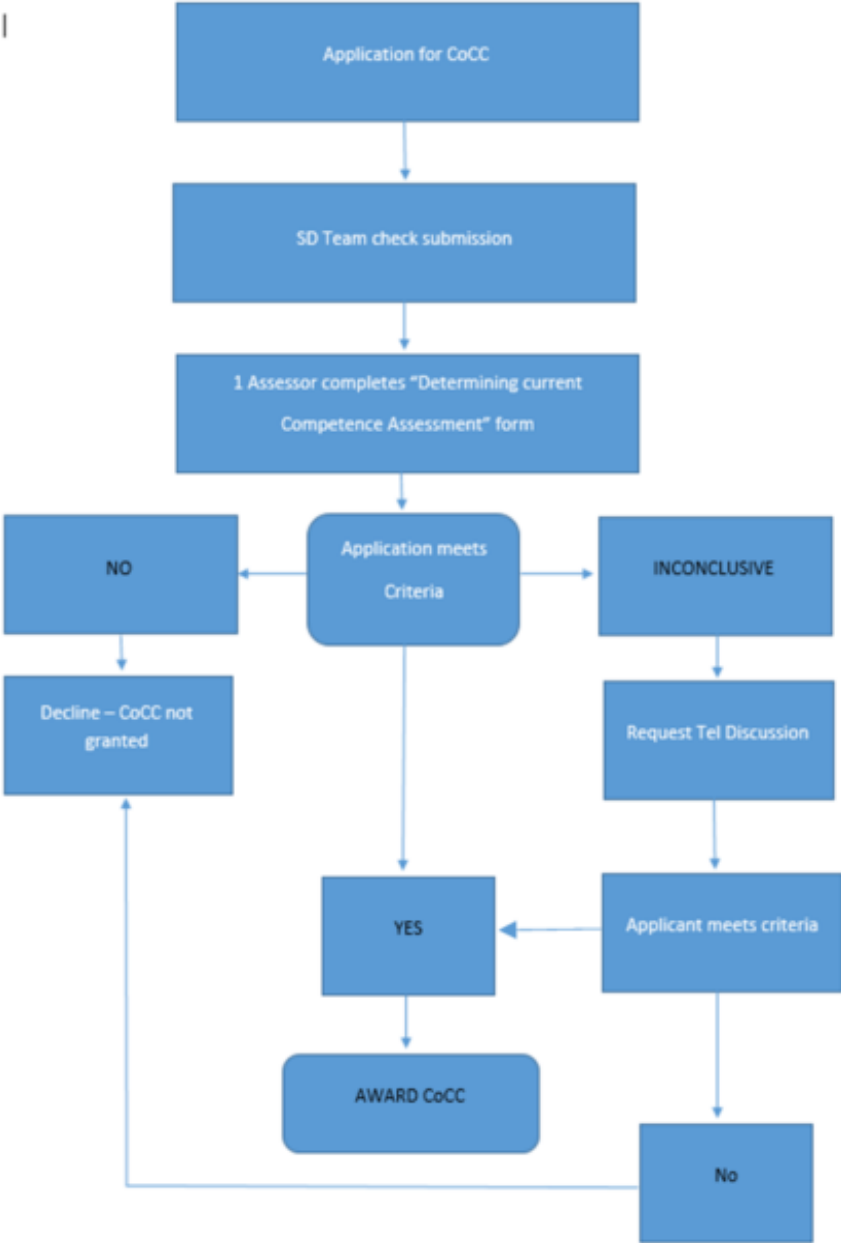 Application for CoCC
SD Team check submission
1 Assessor completes “Determining current
Competence Assessment” form
NO
Application meets
Criteria
INCONCLUSIVE
Decline – CoCC not
granted
Request Tel Discussion
YES
Applicant meets criteria
AWARD CoCC
No